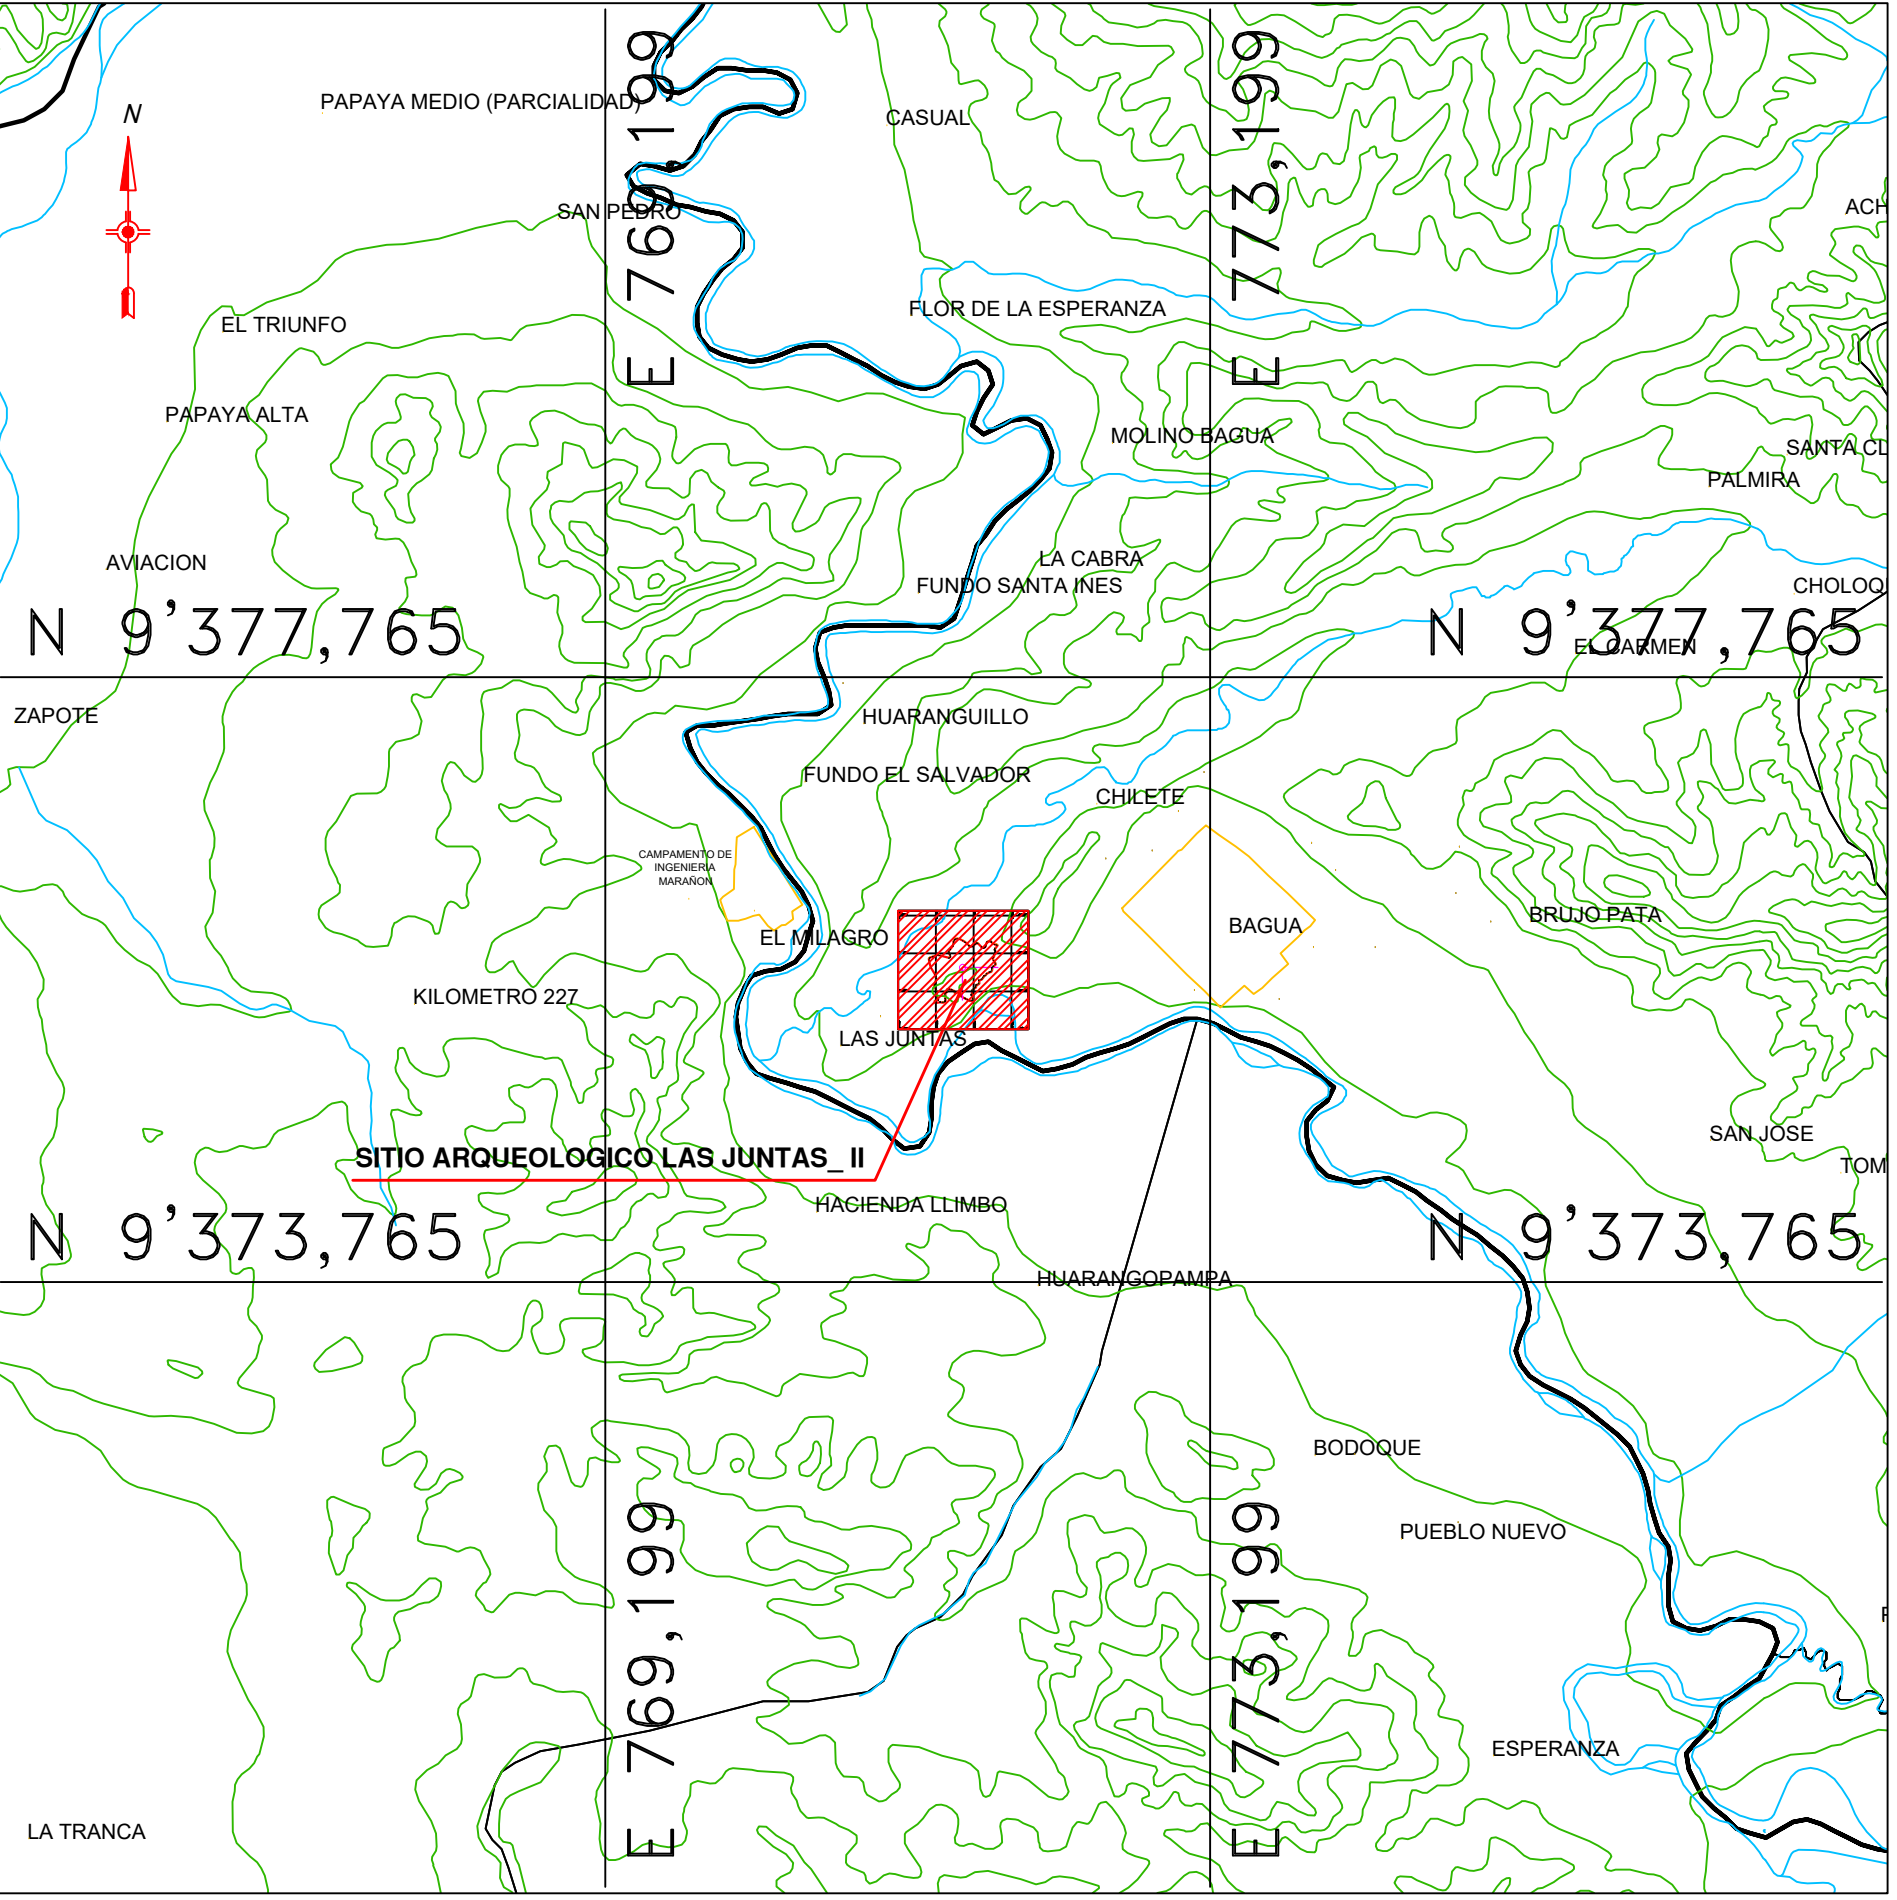 N
PAPAYA MEDIO (PARCIALIDAD)
E 769,199
CASUAL
E 773,199
SAN PEDRO
ACH
FLOR DE LA ESPERANZA
EL TRIUNFO
PAPAYA ALTA
MOLINO BAGUA
SANTA CL
PALMIRA
AVIACION
LA CABRA
FUNDO SANTA INES
CHOLOQ
N 9'377,765
N 9'377,765
EL CARMEN
ZAPOTE
HUARANGUILLO
FUNDO EL SALVADOR
CHILETE
CAMPAMENTO DE
INGENIERIA
MARAÑON
BRUJO PATA
BAGUA
EL MILAGRO
KILOMETRO 227
LAS JUNTAS
SAN JOSE
SITIO ARQUEOLOGICO LAS JUNTAS_ II
TOM
HACIENDA LLIMBO
N 9'373,765
N 9'373,765
HUARANGOPAMPA
BODOQUE
PUEBLO NUEVO
E 769,199
E 773,199
ESPERANZA
LA TRANCA